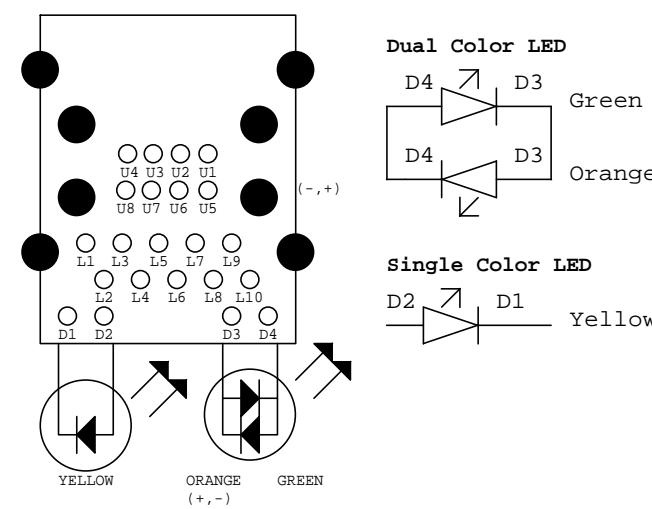 Dual Color LED
D4 D3
Green
D4 D3
Orange
Single Color LED
D2 D1
Yellow
U4 U3 U2 U1
U8 U7 U6 U5
(-,+)
L1 L3 L5 L7 L9
L2 L4 L6 L8 L10
D1 D2 D3 D4
YELLOW ORANGE GREEN
(+,-)